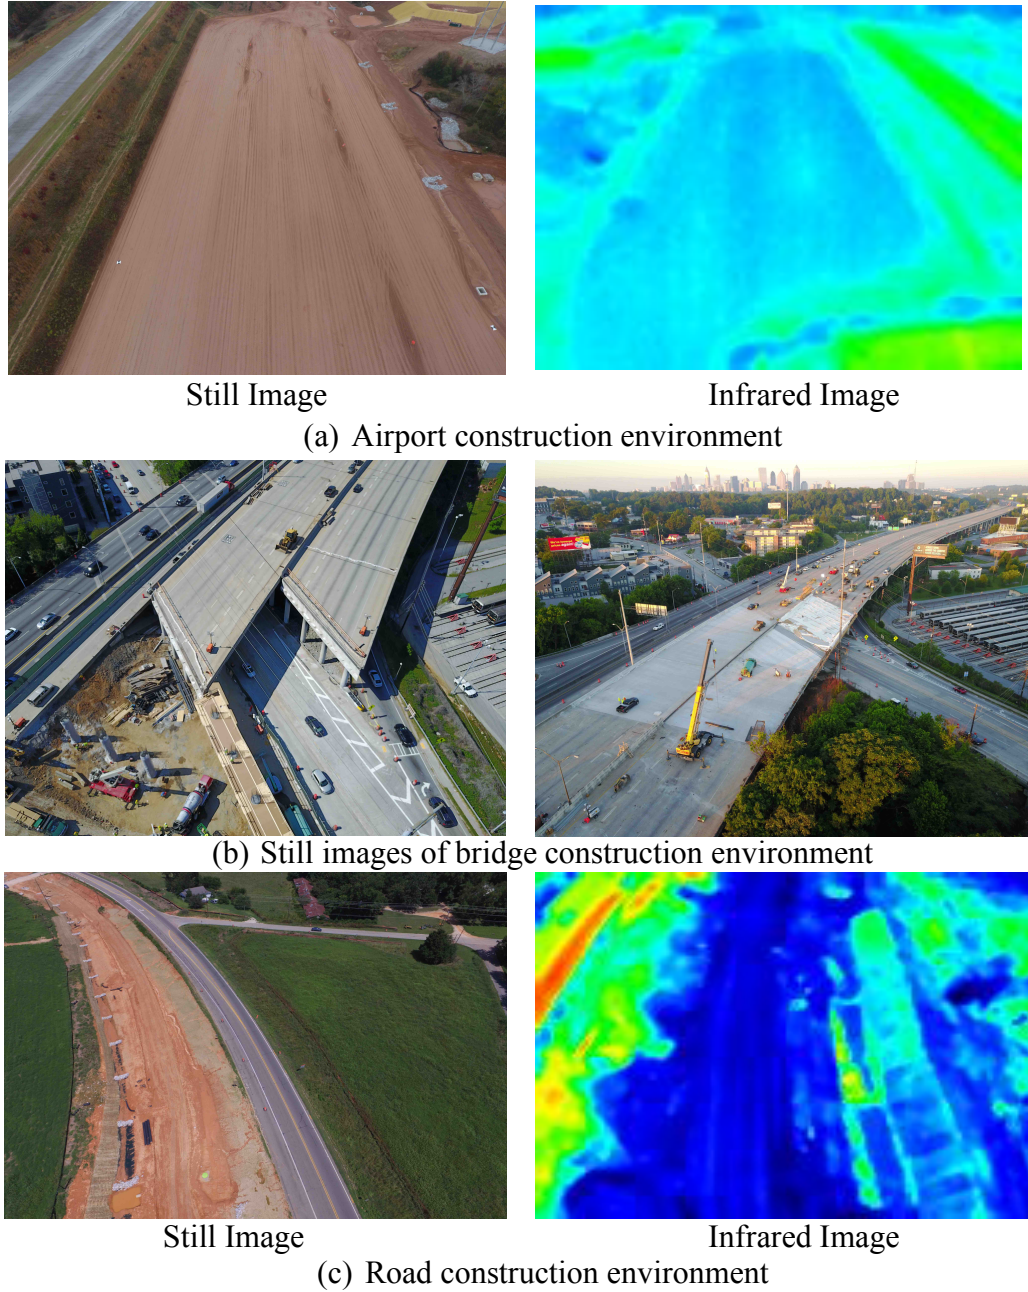 Still Image
Infrared Image
(a) Airport construction environment
(b) Still images of bridge construction environment
Still Image
Infrared Image
(c) Road construction environment